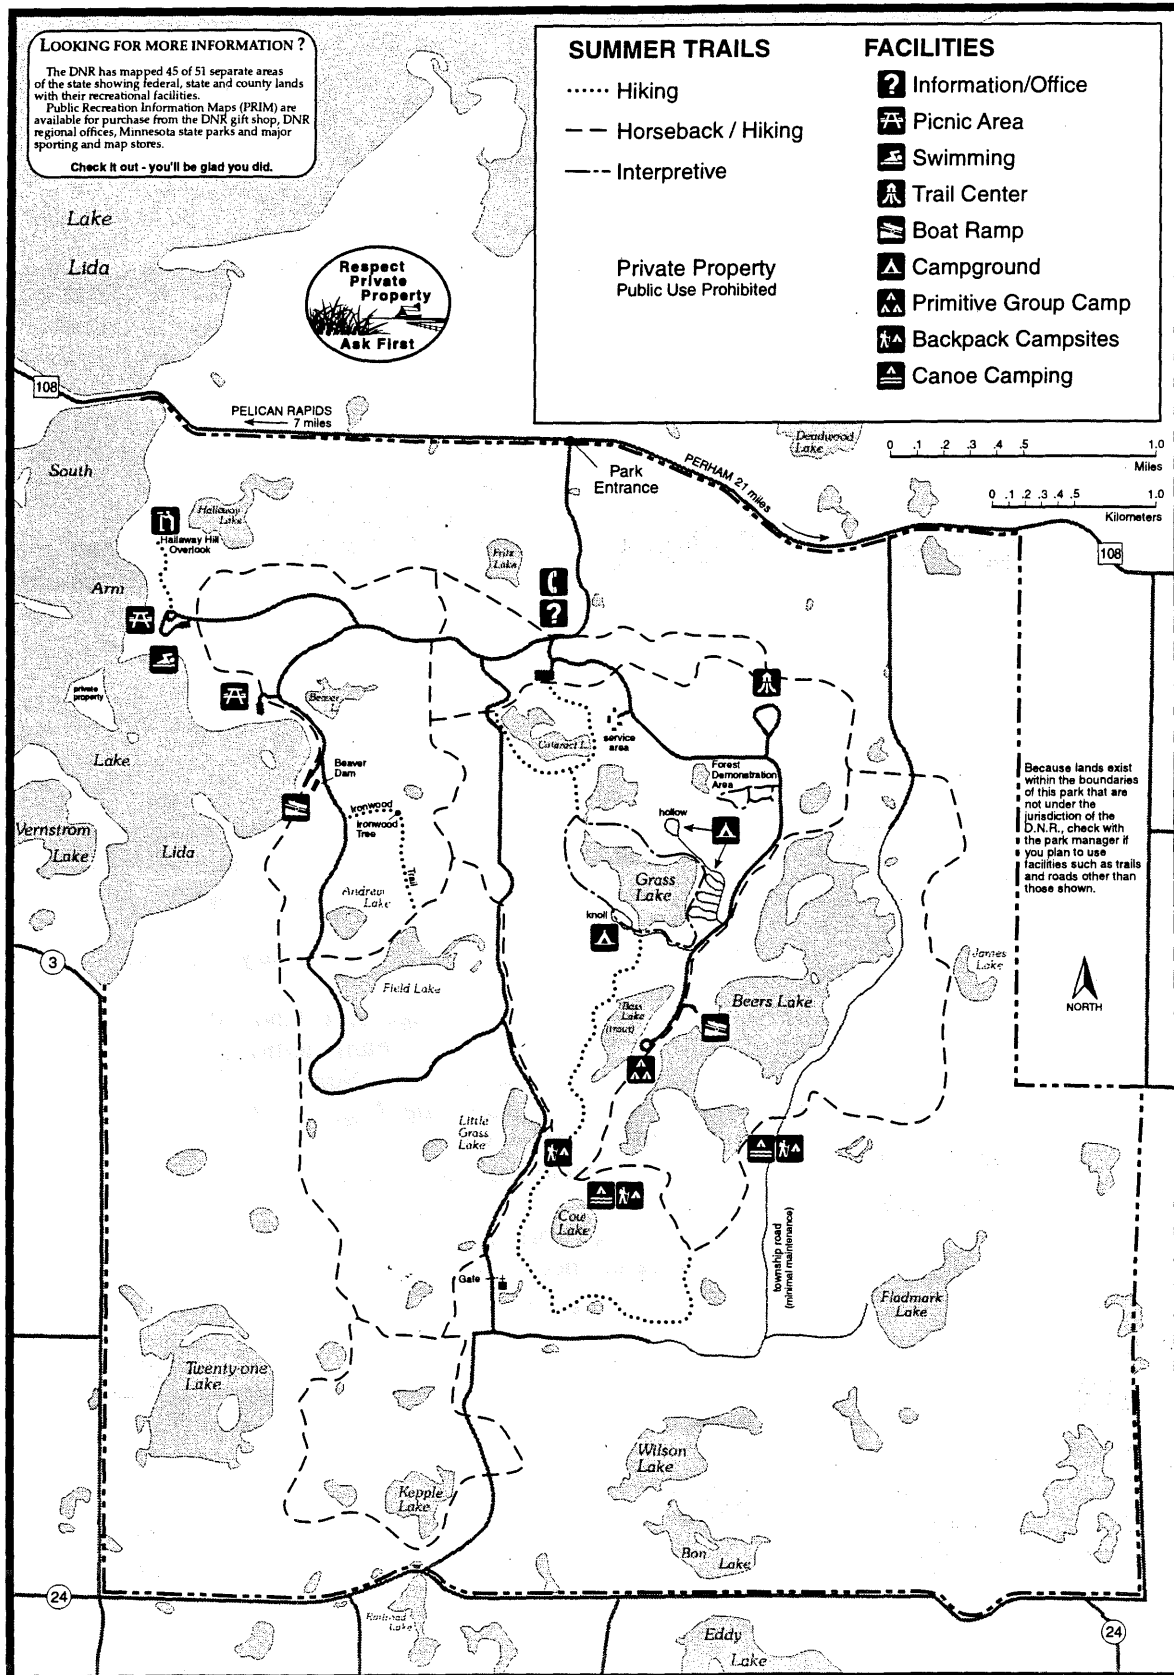 LOOKING FOR MORE INFORMATION ?
The DNR has mapped 45 of 51 separate areas
of the state showing federal, state and county lands
with their recreational facilities.
Public Recreation Information Maps (PRIM) are
available for purchase from the DNR gift shop, DNR
regional offices, Minnesota state parks and major
sporting and map stores.
Check it out - you'll be glad you did.
SUMMER TRAILS
Hiking
Horseback / Hiking
Interpretive
Private Property
Public Use Prohibited
FACILITIES
? Information/Office
Picnic Area
Swimming
Trail Center
Boat Ramp
Campground
Primitive Group Camp
Backpack Campsites
Canoe Camping
Lake
Lida
Respect
Private
Property
Ask First
108
PELICAN RAPIDS
7 miles
Deadwood
Lake
0 .1 .2 .3 .4 .5 1.0
Miles
0 .1 .2 .3 .4 .5 1.0
Kilometers
Park
Entrance
PERHAM 21 miles
108
South
Arm
Lake
Lida
Hallaway
Lake
Hallaway Hill
Overlook
Fritz
Lake
?
private
property
Beaver
L.
Cataract L.
service
area
Forest
Demonstration
Area
Beaver
Dam
Ironwood
Ironwood
Tree
Trail
hollow
Vernstrom
Lake
Grass
Lake
knoll
Andrew
Lake
Field Lake
Bass
Lake
(trout)
Beers Lake
James
Lake
Because lands exist
within the boundaries
of this park that are
not under the
jurisdiction of the
D.N.R., check with
the park manager if
you plan to use
facilities such as trails
and roads other than
those shown.
NORTH
3
Little
Grass
Lake
Cow
Lake
Gate
township road
(minimal maintenance)
Fladmark
Lake
Twenty-one
Lake
Wilson
Lake
Kepple
Lake
Bon
Lake
24
Railroad
Lake
Eddy
Lake
24